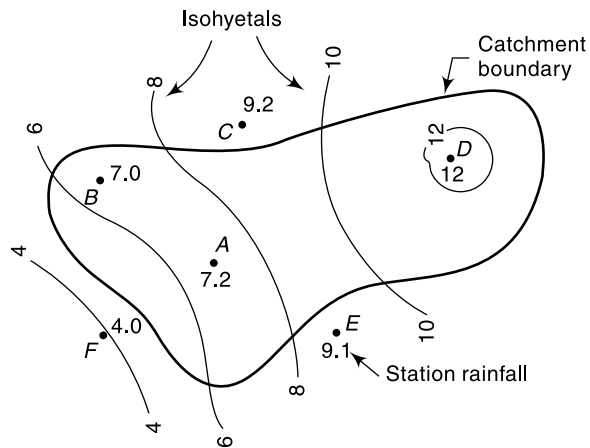 Isohyetals
Catchment
boundary
10
8
9.2
C
6
12
D
12
7.0
B
A
7.2
4
4.0
F
E
9.1
10
Station rainfall
8
4
6